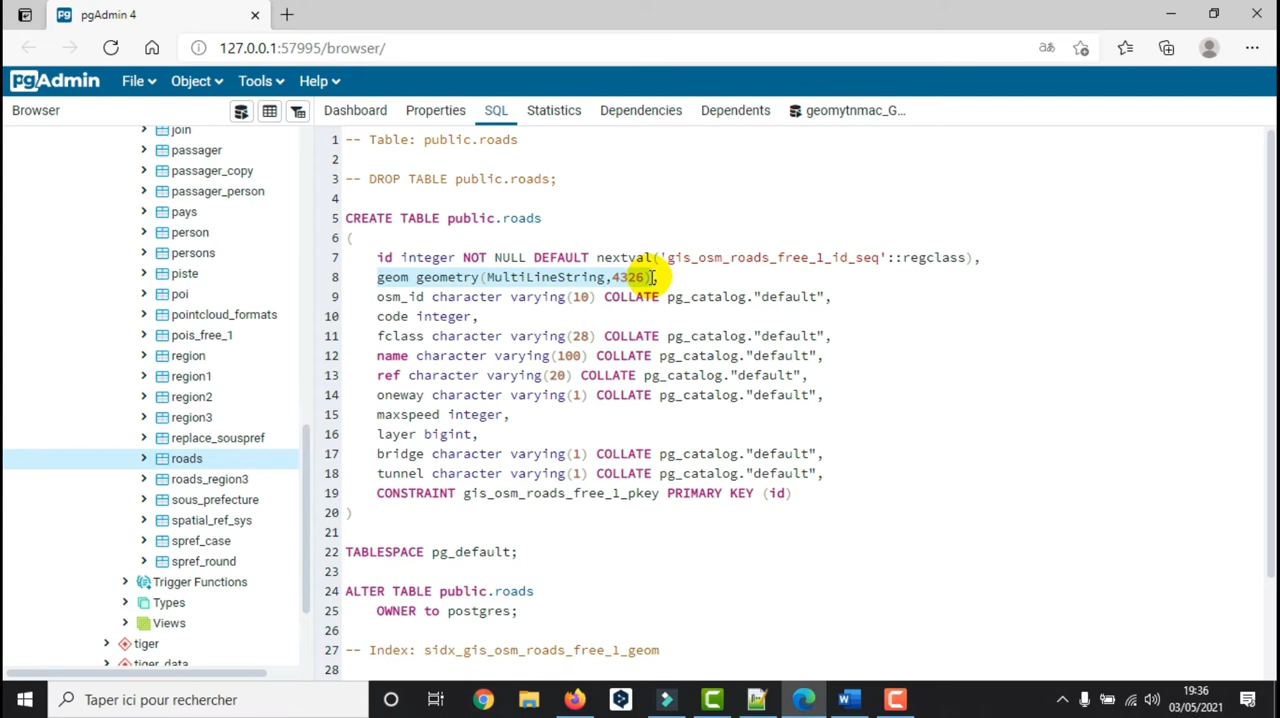 pgAdmin 4
127.0.0.1:57995/browser/
pgAdmin File Object Tools Help
Browser
Dashboard Properties SQL Statistics Dependencies Dependents geomytnmac_G...
join
passager
passager_copy
passager_person
pays
person
persons
piste
poi
pointcloud_formats
pois_free_1
region
region1
region2
region3
replace_souspref
roads
roads_region3
sous_prefecture
spatial_ref_sys
spref_case
spref_round
Trigger Functions
Types
Views
tiger
tiger_data
1 -- Table: public.roads
2
3 -- DROP TABLE public.roads;
4
5 CREATE TABLE public.roads
6 (
7 id integer NOT NULL DEFAULT nextval('gis_osm_roads_free_1_id_seq'::regclass),
8 geom geometry(MultiLineString,4326),
9 osm_id character varying(10) COLLATE pg_catalog."default",
10 code integer,
11 fclass character varying(28) COLLATE pg_catalog."default",
12 name character varying(100) COLLATE pg_catalog."default",
13 ref character varying(20) COLLATE pg_catalog."default",
14 oneway character varying(1) COLLATE pg_catalog."default",
15 maxspeed integer,
16 layer bigint,
17 bridge character varying(1) COLLATE pg_catalog."default",
18 tunnel character varying(1) COLLATE pg_catalog."default",
19 CONSTRAINT gis_osm_roads_free_1_pkey PRIMARY KEY (id)
20 )
21
22 TABLESPACE pg_default;
23
24 ALTER TABLE public.roads
25 OWNER to postgres;
26
27 -- Index: sidx_gis_osm_roads_free_1_geom
28
Taper ici pour rechercher
19:36
03/05/2021